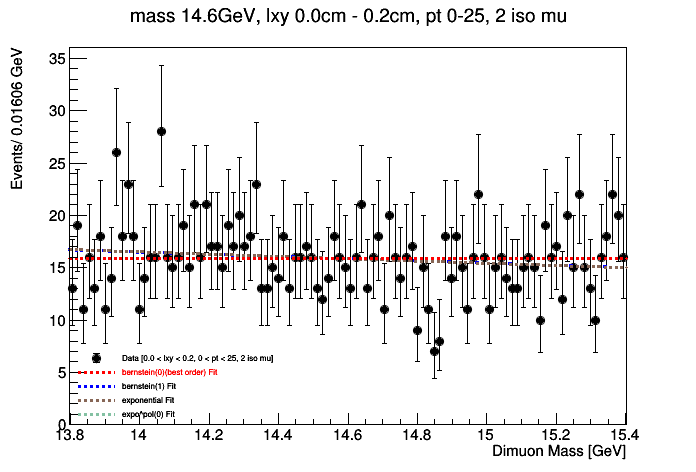 mass 14.6GeV, lxy 0.0cm - 0.2cm, pt 0-25, 2 iso mu
Events/ 0.01606 GeV
35
30
25
20
15
10
5
0
Data [0.0 < lxy < 0.2, 0 < pt < 25, 2 iso mu]
bernstein(0)(best order) Fit
bernstein(1) Fit
exponential Fit
expo*pol(0) Fit
13.8 14 14.2 14.4 14.6 14.8 15 15.2 15.4
Dimuon Mass [GeV]